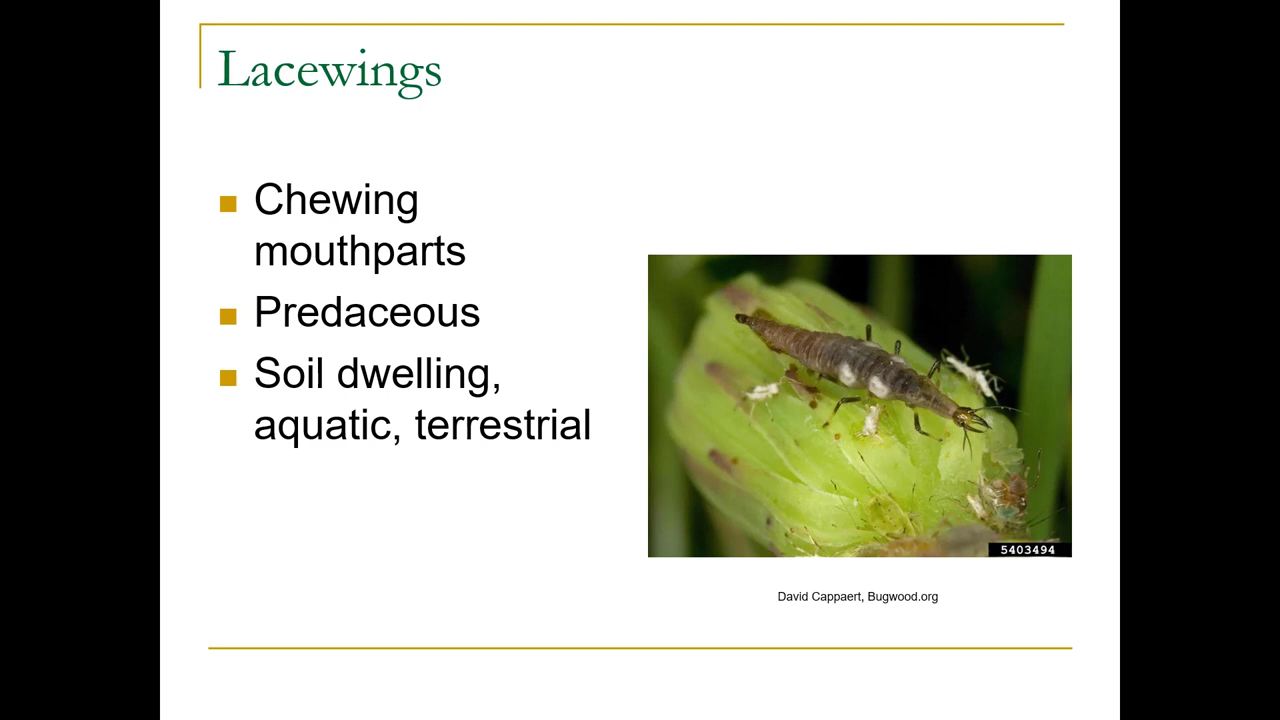 Lacewings
Chewing
mouthparts
Predaceous
Soil dwelling,
aquatic, terrestrial
5403494
David Cappaert, Bugwood.org